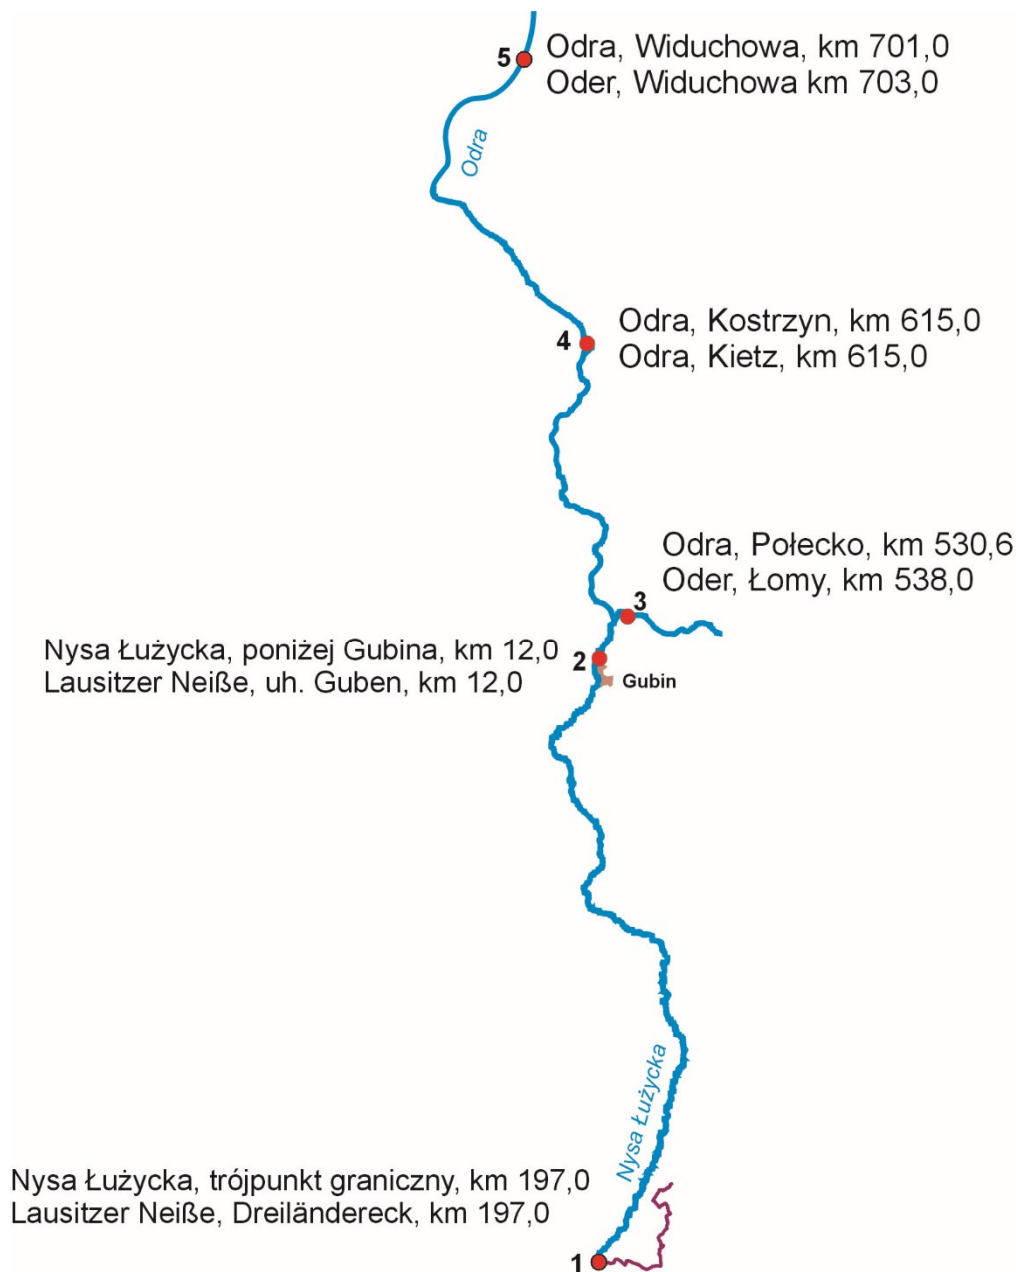 5
Odra, Widuchowa, km 701,0
Oder, Widuchowa km 703,0
Odra
4
Odra, Kostrzyn, km 615,0
Odra, Kietz, km 615,0
Odra, Połecko, km 530,6
Oder, Łomy, km 538,0
3
Nysa Łużycka, poniżej Gubina, km 12,0
Lausitzer Neiße, uh. Guben, km 12,0
2
Gubin
Nysa Łużycka
Nysa Łużycka, trójpunkt graniczny, km 197,0
Lausitzer Neiße, Dreiländereck, km 197,0
1